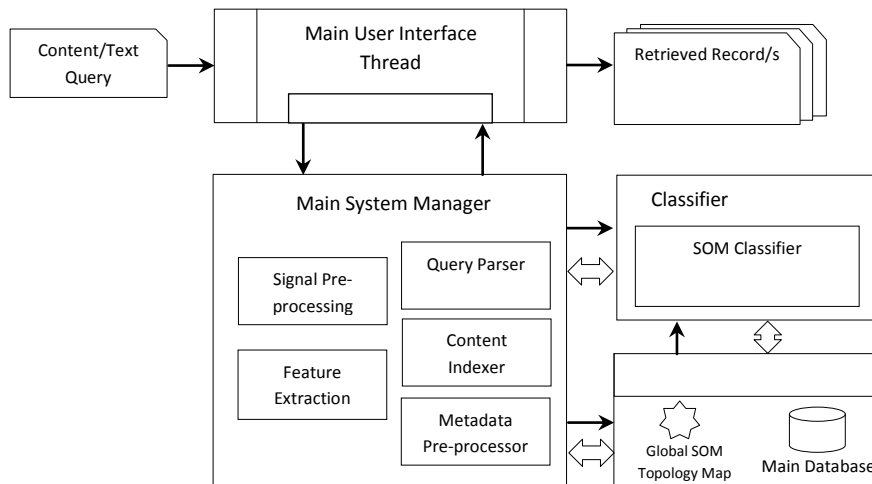 Content/Text
Query
Main User Interface
Thread
Retrieved Record/s
Main System Manager
Signal Pre-
processing
Feature
Extraction
Query Parser
Content
Indexer
Metadata
Pre-processor
Classifier
SOM Classifier
Global SOM
Topology Map
Main Database